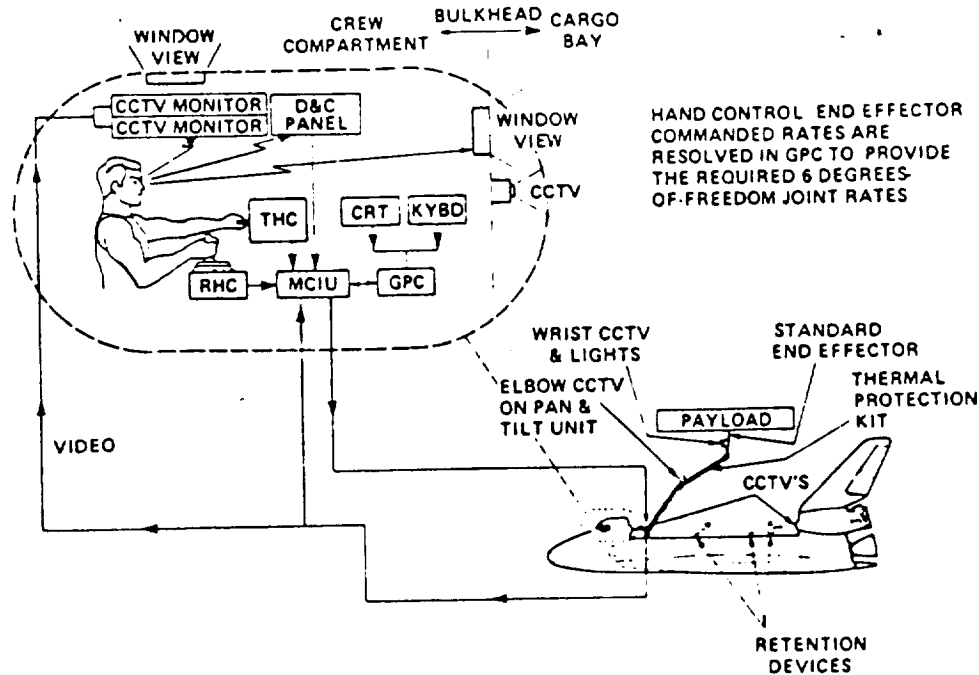 WINDOW
VIEW
CREW
COMPARTMENT
BULKHEAD
CARGO
BAY
CCTV MONITOR
CCTV MONITOR
D&C
PANEL
WINDOW
VIEW
CCTV
HAND CONTROL END EFFECTOR
COMMANDED RATES ARE
RESOLVED IN GPC TO PROVIDE
THE REQUIRED 6 DEGREES-
OF-FREEDOM JOINT RATES
THC
CRT
KYBD
RHC
MCIU
GPC
WRIST CCTV
& LIGHTS
STANDARD
END EFFECTOR
ELBOW CCTV
ON PAN &
TILT UNIT
THERMAL
PROTECTION
KIT
PAYLOAD
VIDEO
CCTV'S
RETENTION
DEVICES